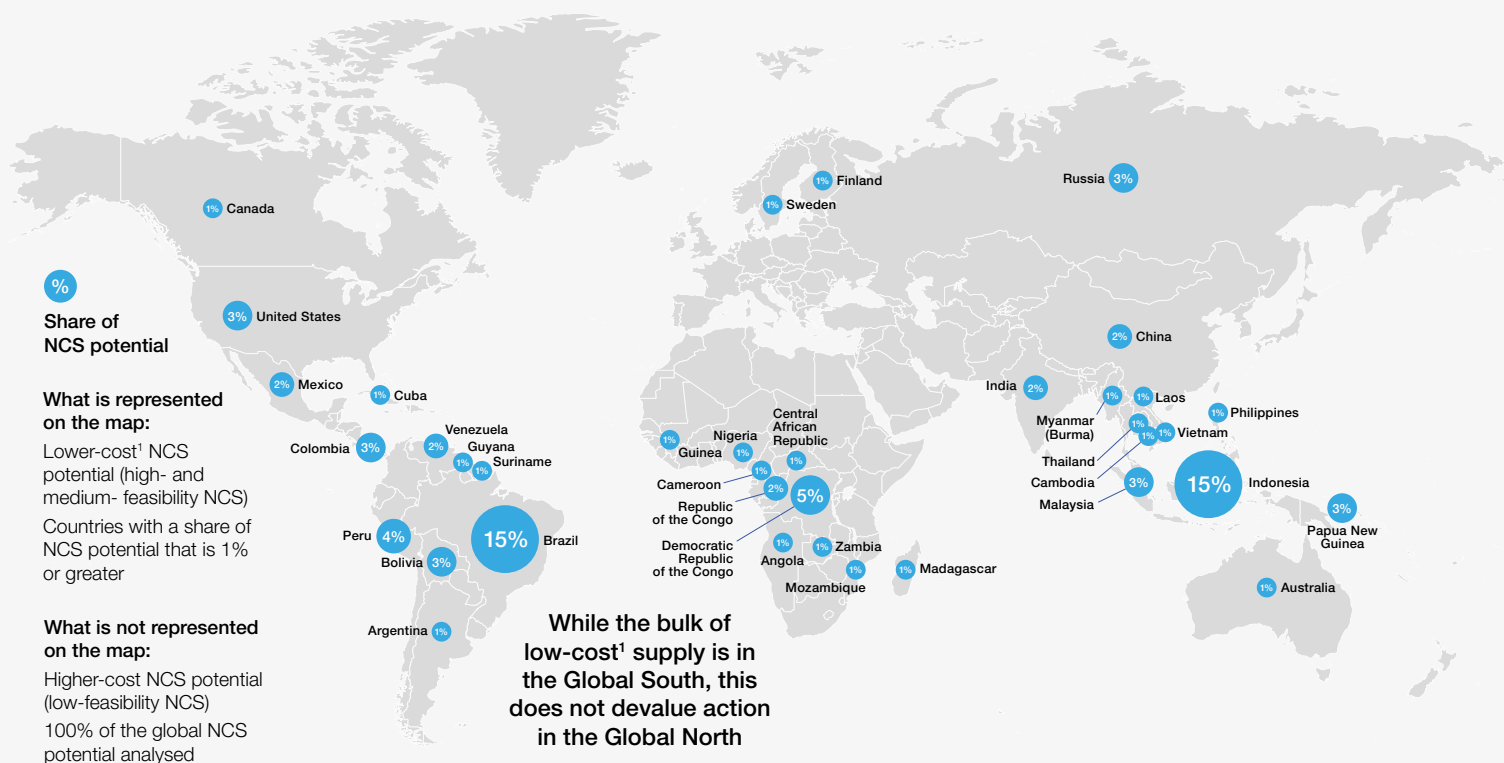 %
Share of
NCS potential
What is represented
on the map:
Lower-cost¹ NCS
potential (high- and
medium- feasibility NCS)
Countries with a share of
NCS potential that is 1%
or greater
What is not represented
on the map:
Higher-cost NCS potential
(low-feasibility NCS)
100% of the global NCS
potential analysed
1% Canada
3% United States
2% Mexico
1% Cuba
Colombia 3%
Venezuela
2%
Guyana
1%
Suriname
1%
Peru 4%
Bolivia 3%
15% Brazil
Argentina 1%
1% Finland
1% Sweden
Russia 3%
1%
Guinea
Nigeria
1%
Central
African
Republic
1%
Cameroon
1%
Republic
of the Congo
2%
Democratic
Republic
of the Congo
5%
1%
Angola
1% Zambia
1%
Mozambique
1% Madagascar
2% China
India 2%
Myanmar
(Burma)
1%
1% Laos
1% Philippines
Thailand
1%
Cambodia
1%
1% Vietnam
Malaysia
3%
15% Indonesia
3%
Papua New
Guinea
1% Australia
While the bulk of
low-cost¹ supply is in
the Global South, this
does not devalue action
in the Global North